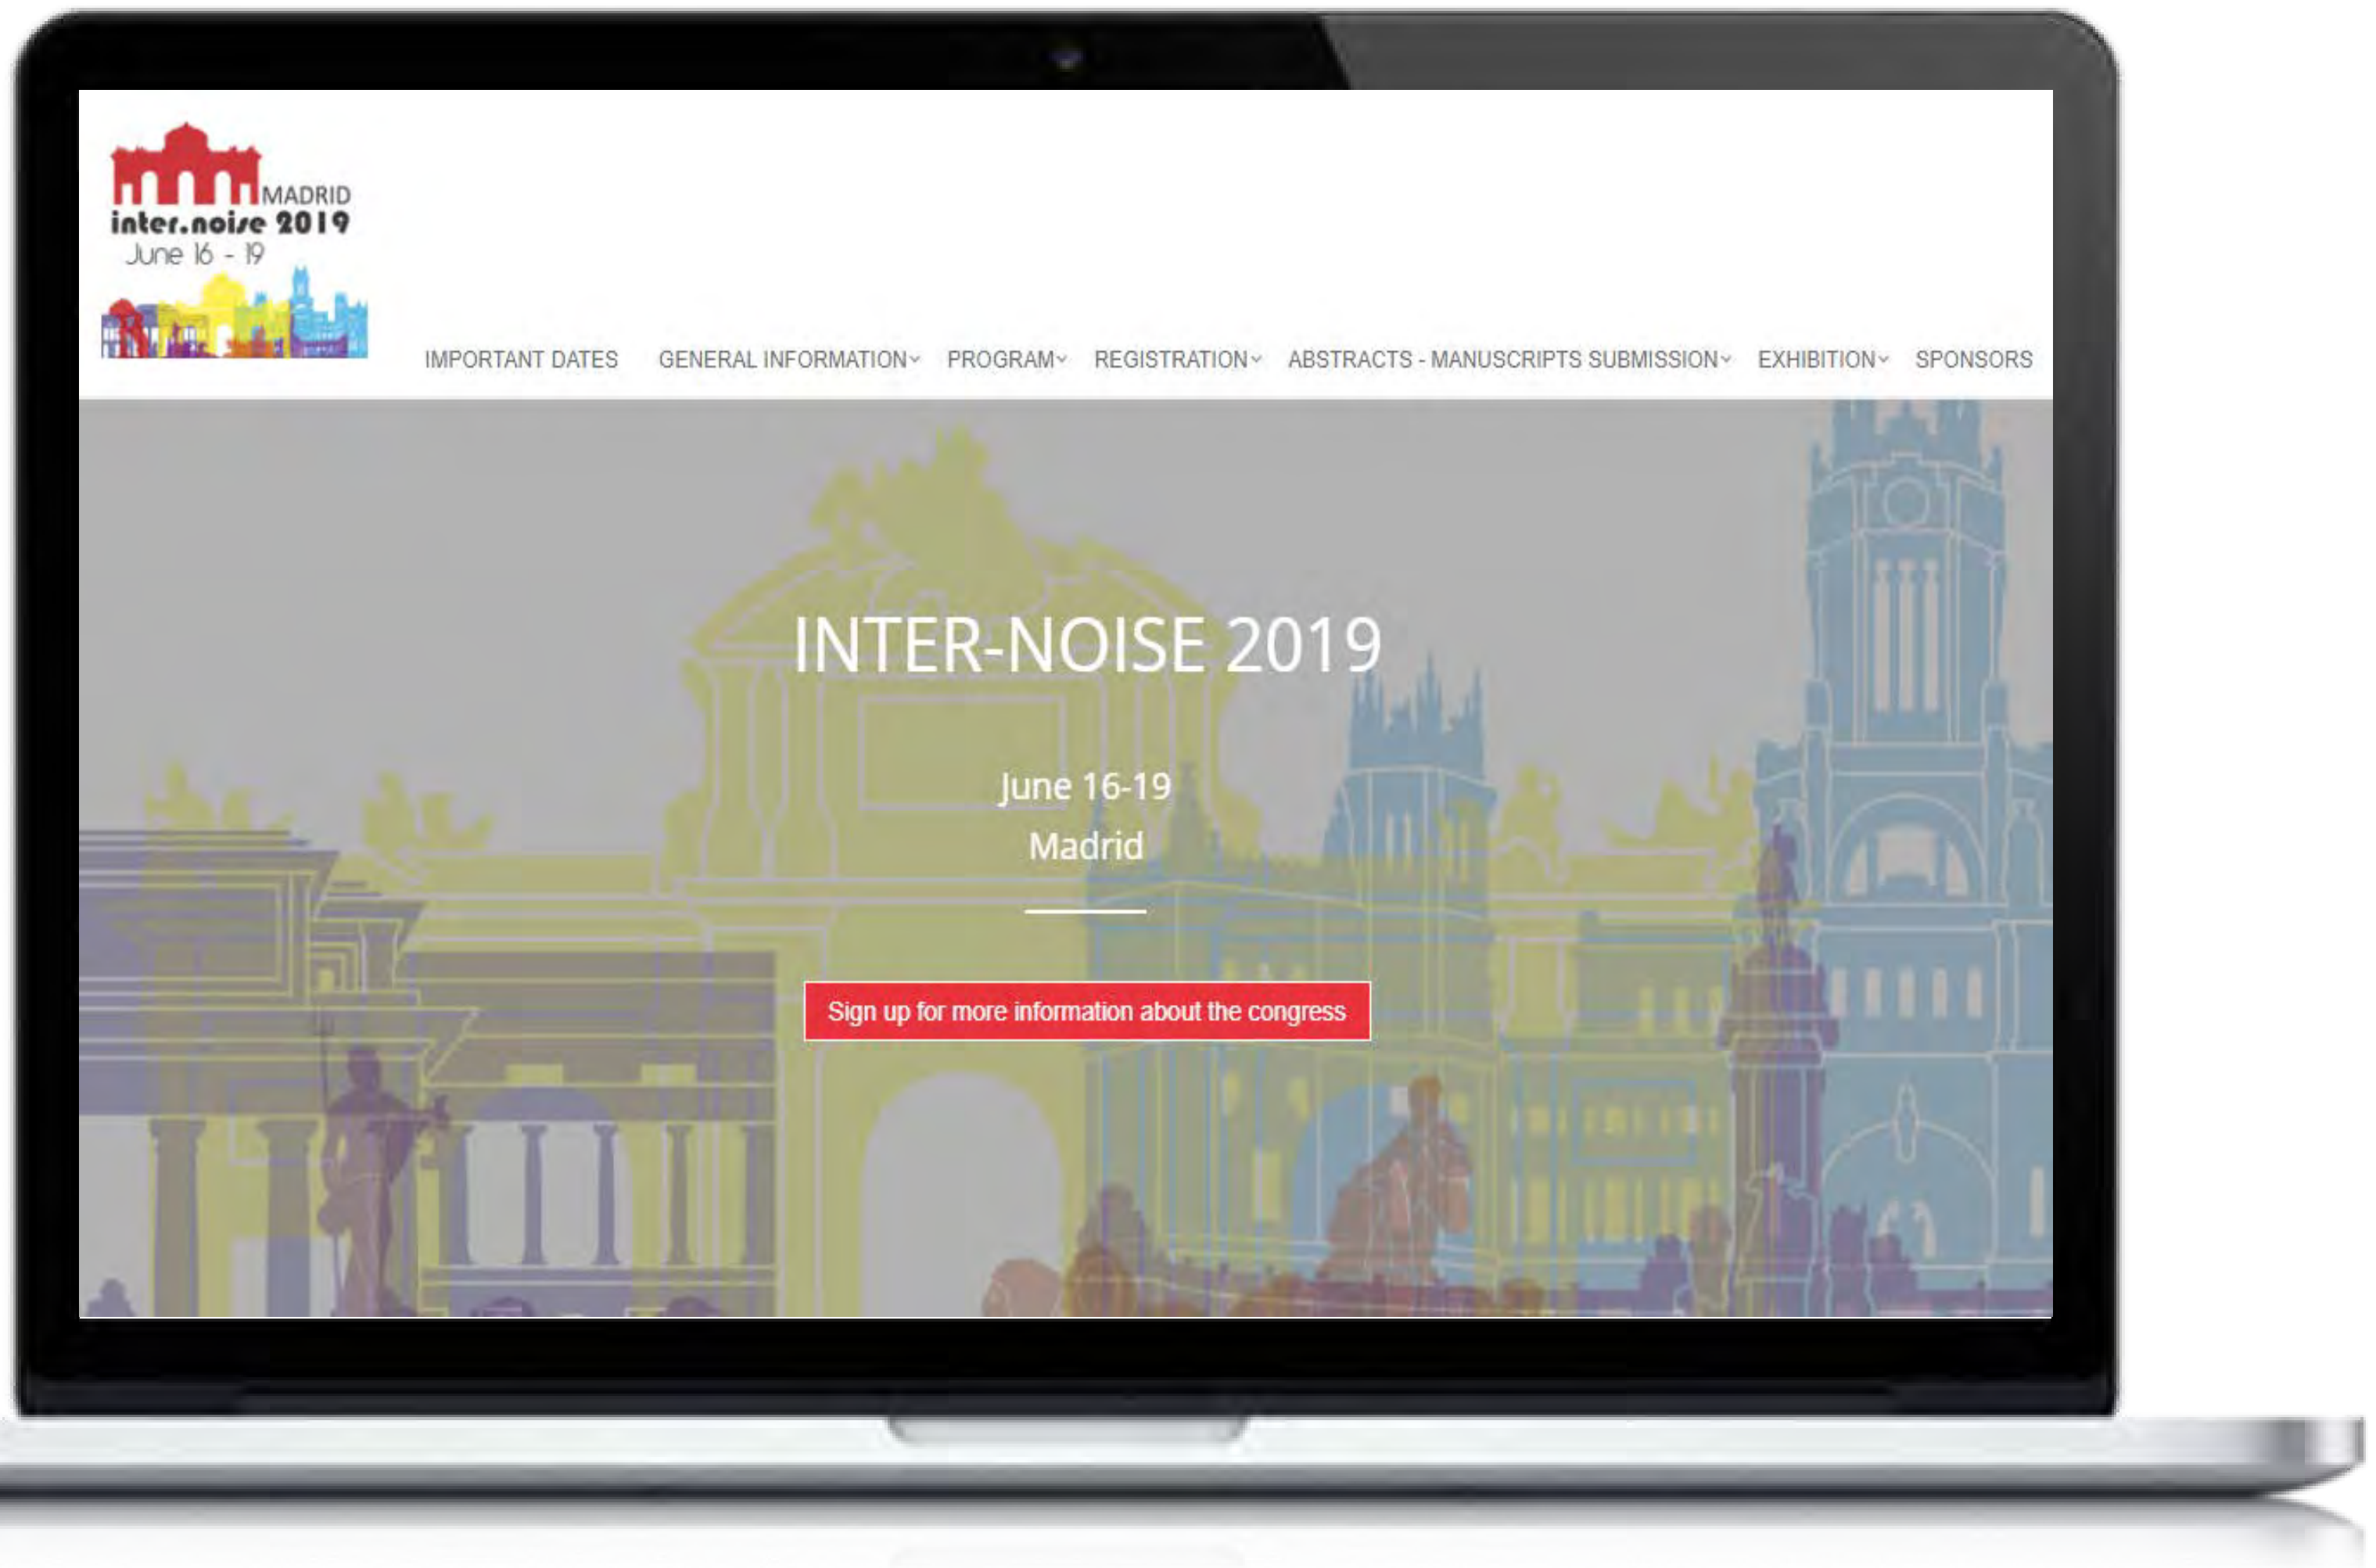 MADRID
inter.noise 2019
June 16 - 19
IMPORTANT DATES GENERAL INFORMATION PROGRAM REGISTRATION ABSTRACTS - MANUSCRIPTS SUBMISSION EXHIBITION SPONSORS
INTER-NOISE 2019
June 16-19
Madrid
Sign up for more information about the congress